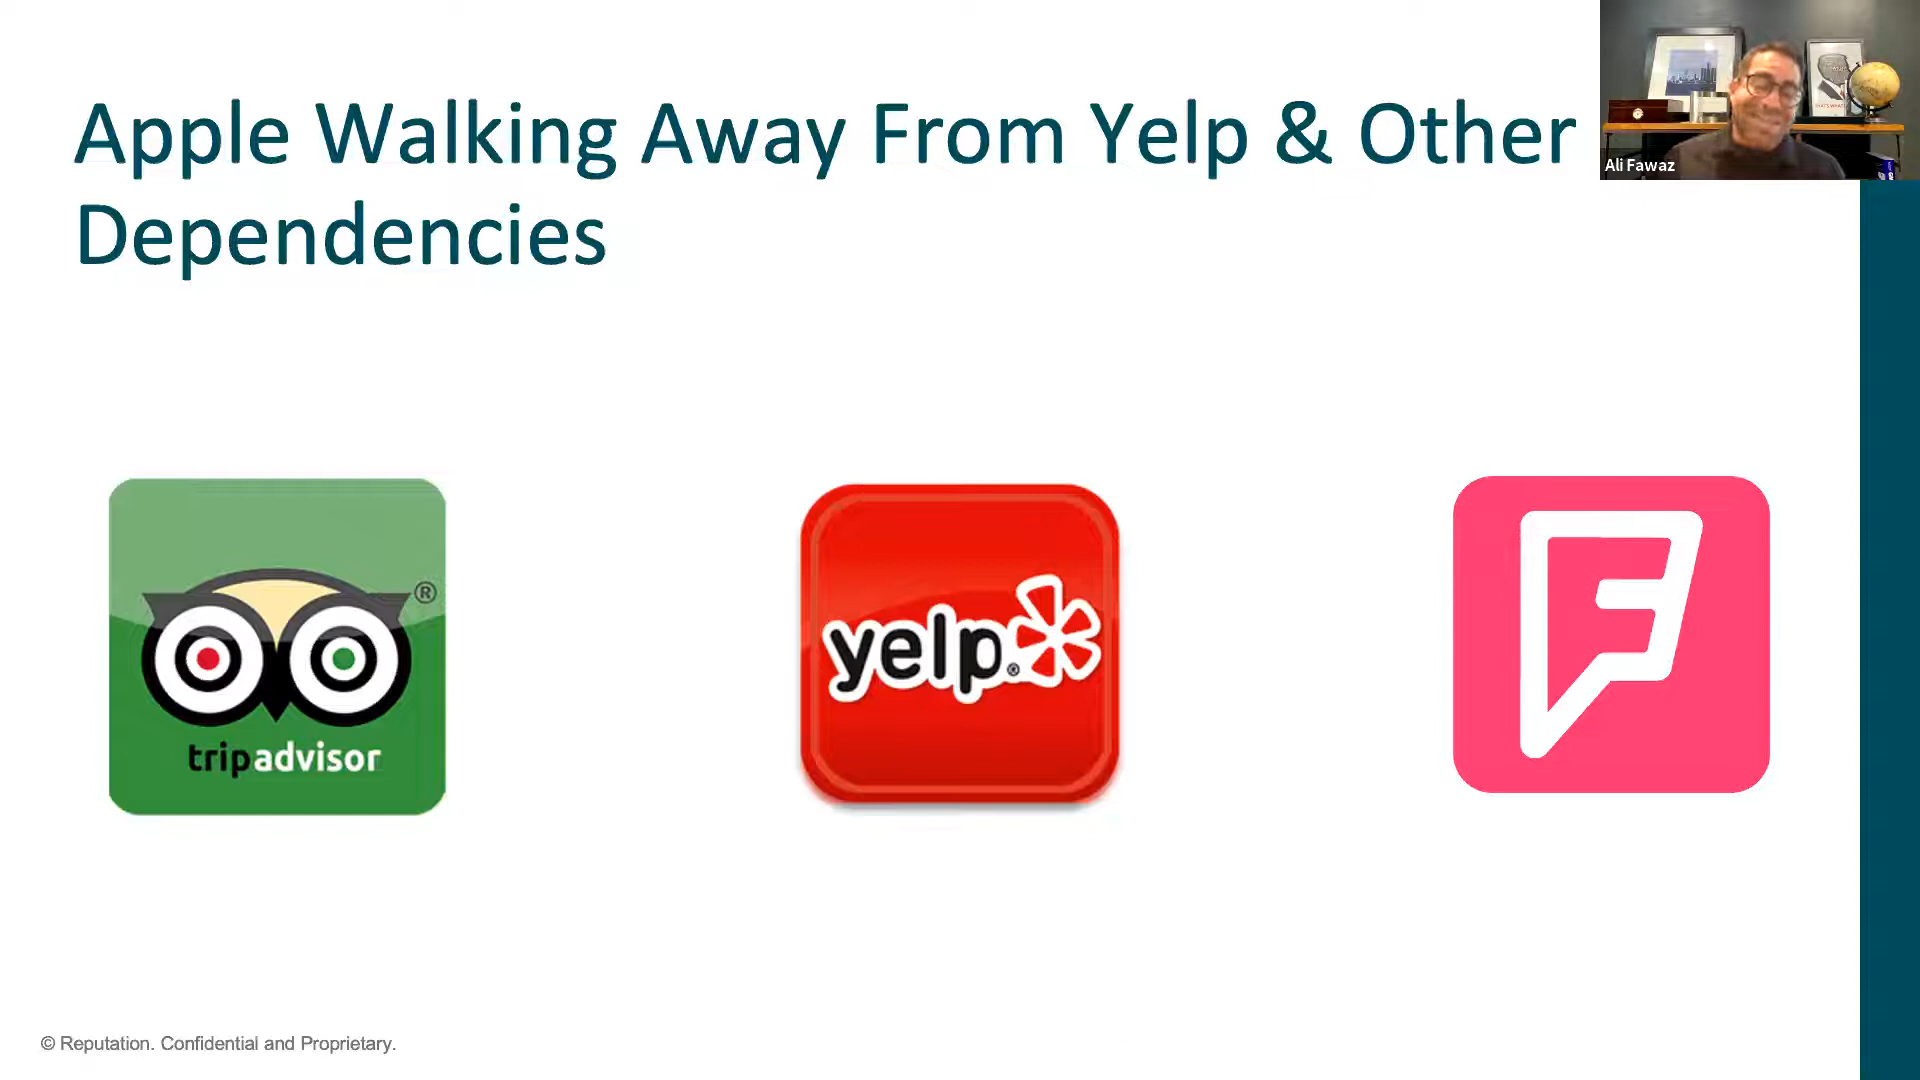 Apple Walking Away From Yelp & Other
Dependencies
Ali Fawaz
®
tripadvisor
yelp®
© Reputation. Confidential and Proprietary.